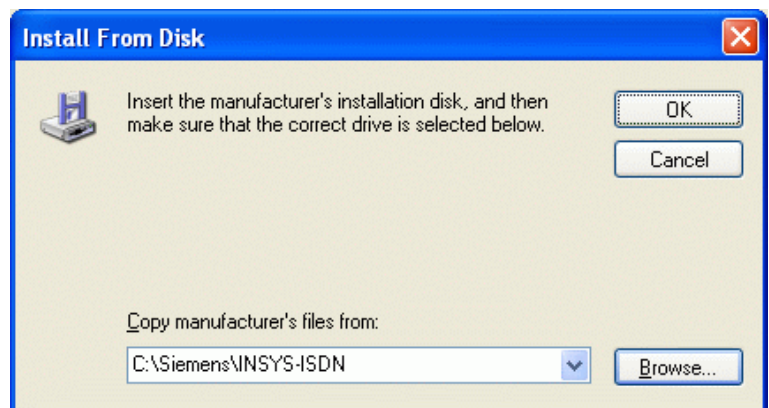 Install From Disk
Insert the manufacturer's installation disk, and then
make sure that the correct drive is selected below.
OK
Cancel
Copy manufacturer's files from:
C:\Siemens\INSYS-ISDN
Browse...